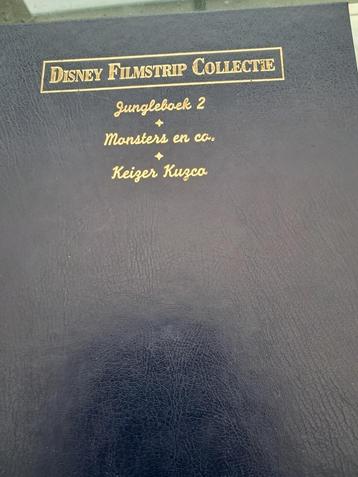 DISNEY FILMSTRIP COLLECTIE
Jungleboek 2
Monsters en co.
Keizer Kuzco